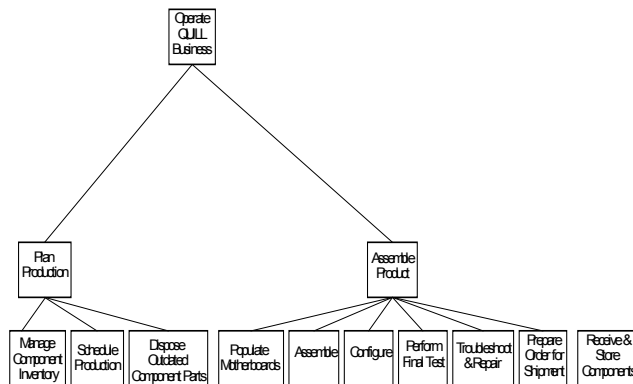 Operate
QUILL
Business
Plan
Production
Assemble
Product
Manage
Component
Inventory
Schedule
Production
Dispose
Outdated
Component Parts
Populate
Motherboards
Assemble
Configure
Perform
Final Test
Troubleshoot
& Repair
Prepare
Order for
Shipment
Receive &
Store
Components